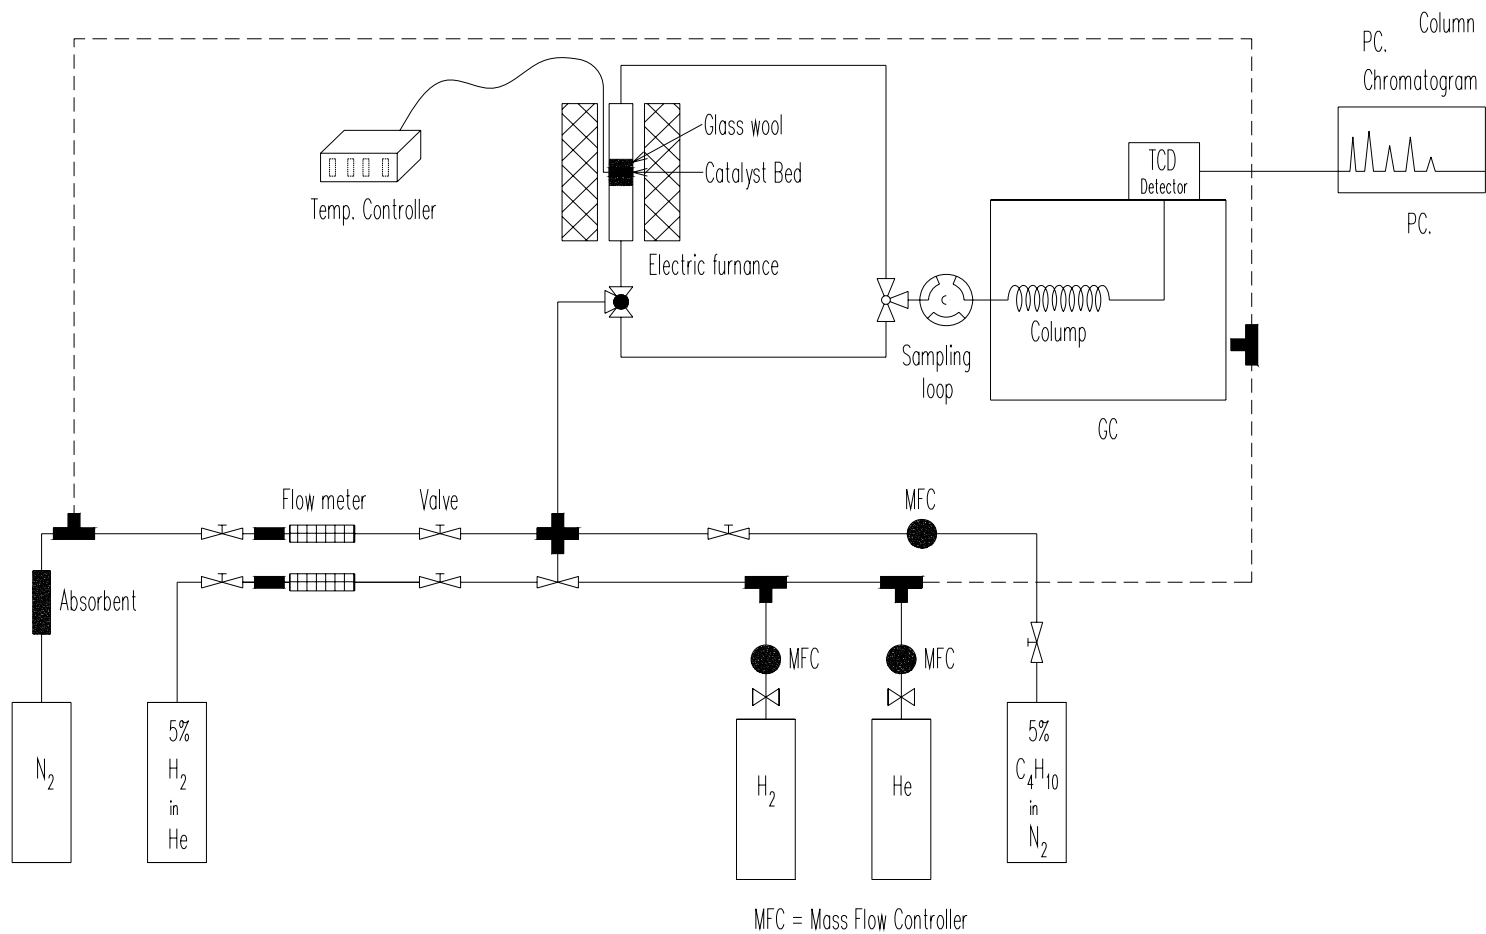 Column
PC.
Chromatogram
Glass wool
TCD
Detector
Catalyst Bed
Temp. Controller
PC.
Electric furnance
Colump
Sampling
loop
GC
Flow meter
Valve
MFC
Absorbent
MFC
MFC
N2
5%
H2
in
He
H2
He
5%
C4H10
in
N2
MFC = Mass Flow Controller